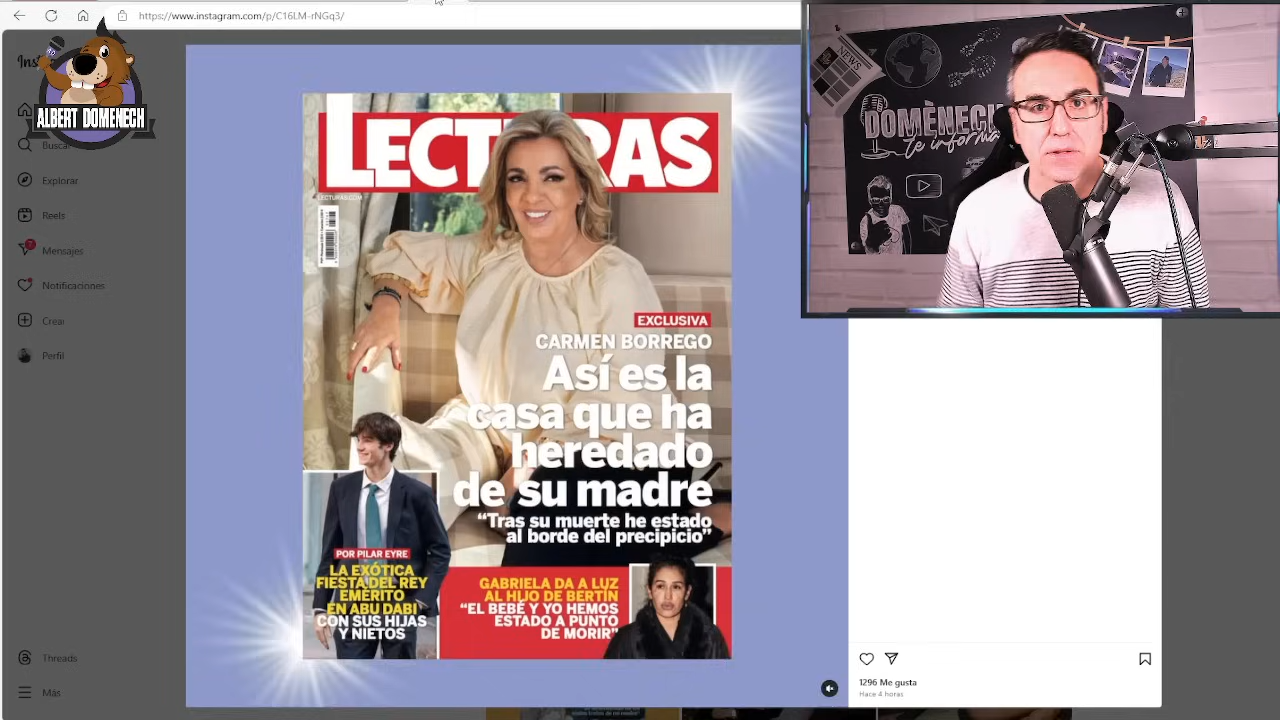 https://www.instagram.com/p/C16LM-rNGq3/
ALBERT DOMENECH
Buscar
Explorar
Reels
7
Mensajes
Notificaciones
Crear
Perfil
Threads
Más
LECTURAS
LECTURAS.COM
EXCLUSIVA
CARMEN BORREGO
Así es la
casa que ha
heredado
de su madre
“Tras su muerte he estado
al borde del precipicio”
POR PILAR EYRE
LA EXÓTICA
FIESTA DEL REY
EMÉRITO
EN ABU DABI
CON SUS HIJAS
Y NIETOS
GABRIELA DA A LUZ
AL HIJO DE BERTÍN
“EL BEBÉ Y YO HEMOS
ESTADO A PUNTO
DE MORIR”
NEWS
DOMÈNECH
te informa
1296 Me gusta
Hace 4 horas